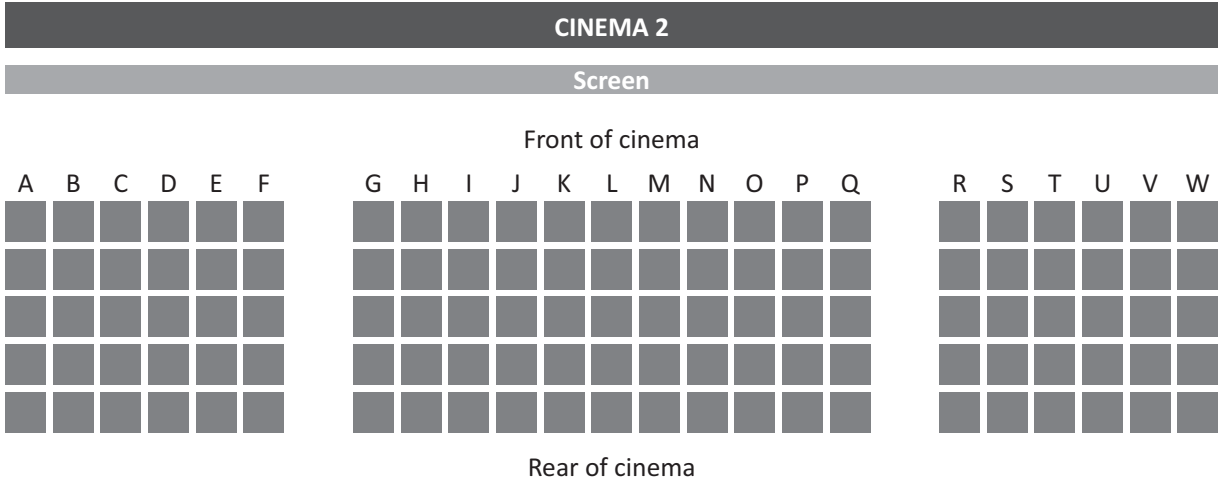 CINEMA 2
Screen
Front of cinema
A B C D E F G H I J K L M N O P Q R S T U V W
Rear of cinema